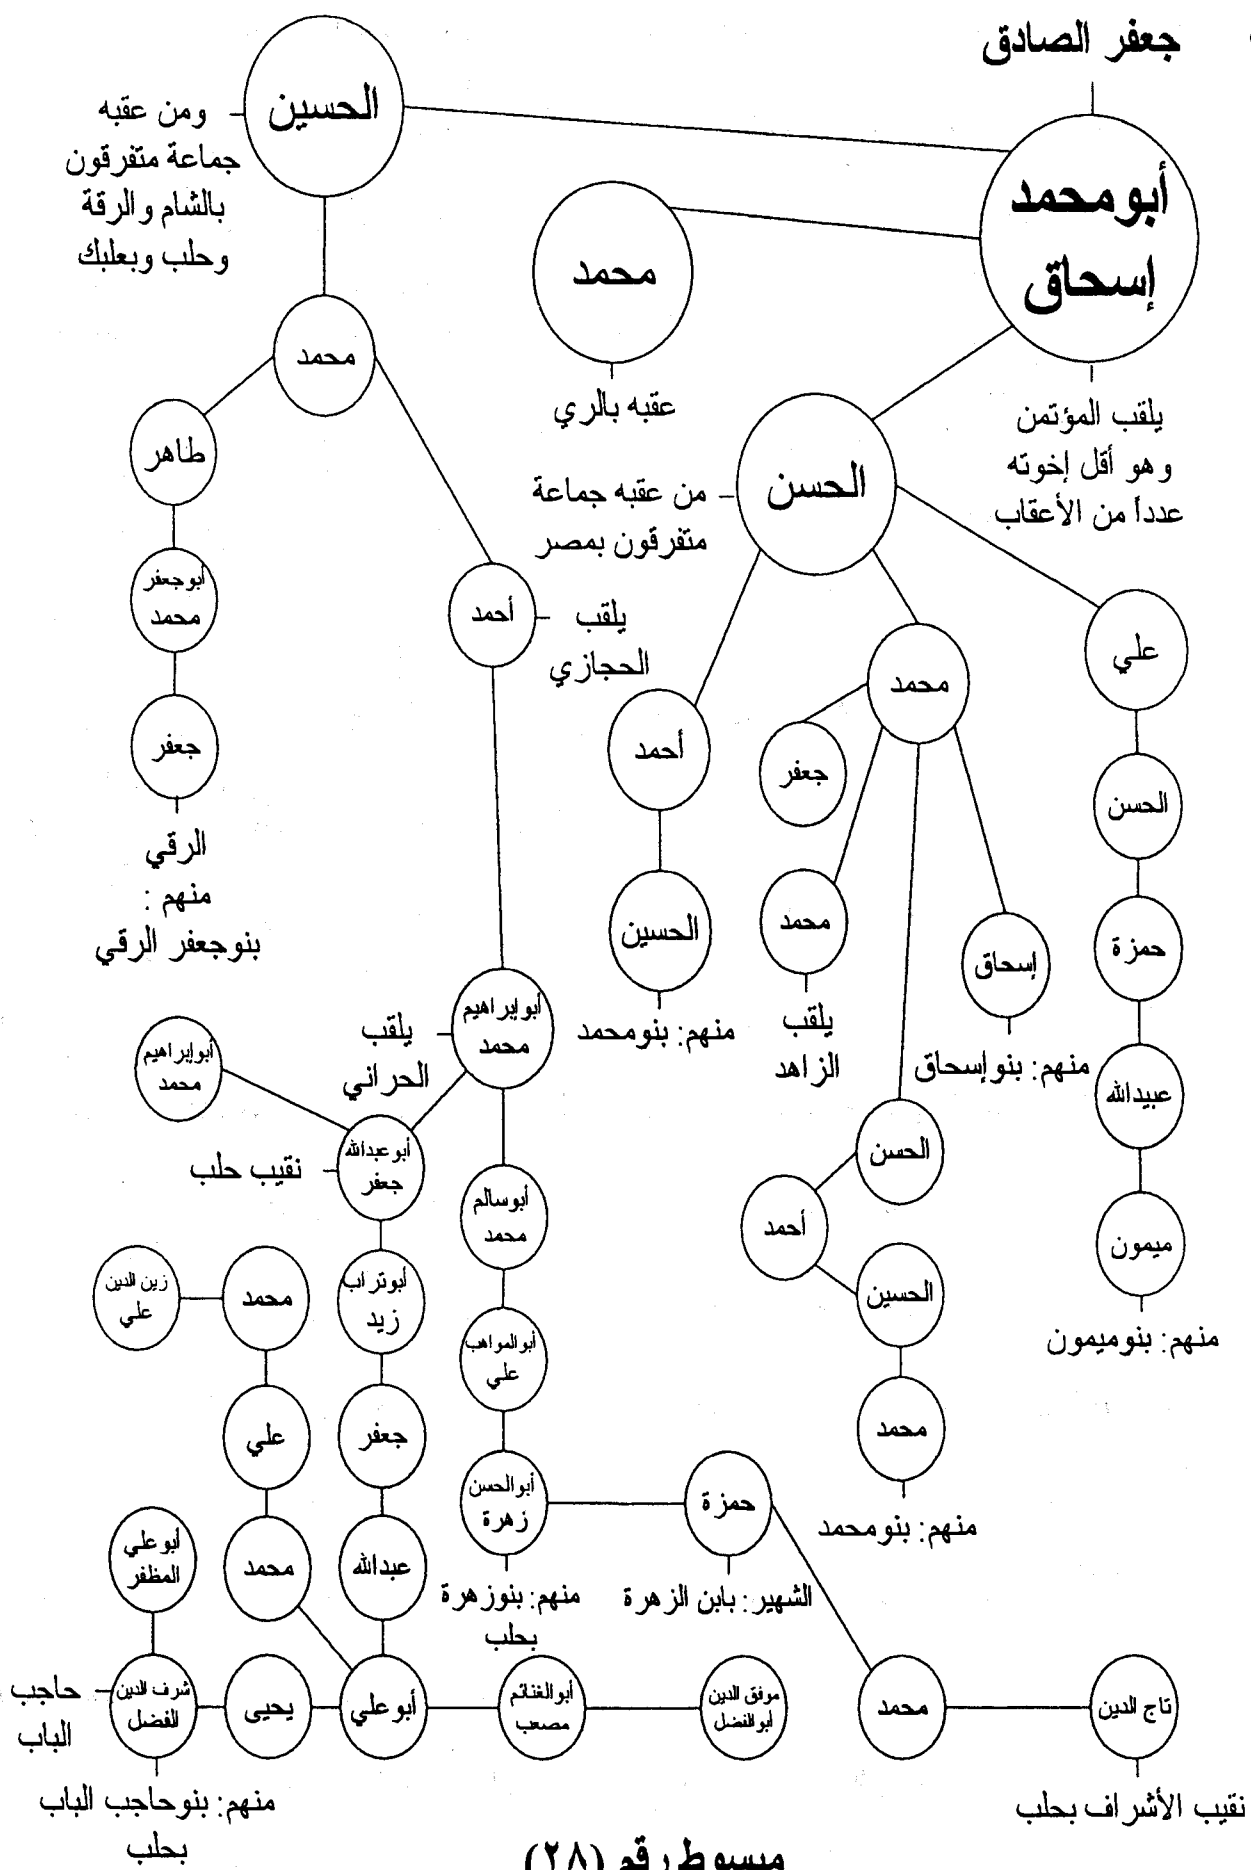 جعفر الصادق
أبومحمد
إسحاق
يلقب المؤتمن
وهو أقل إخوته
عدداً من الأعقاب
الحسين
ومن عقبه
جماعة متفرقون
بالشام والرقة
وحلب وبعلبك
محمد
عقبه بالري
الحسن
من عقبه جماعة
متفرقون بمصر
علي
الحسن
حمزة
عبيدالله
ميمون
منهم: بنوميمون
محمد
جعفر
محمد
يلقب
الزاهد
إسحاق
منهم: بنوإسحاق
الحسن
أحمد
الحسين
محمد
منهم: بنومحمد
أحمد
الحسين
منهم: بنومحمد
محمد
طاهر
أبوجعفر
محمد
جعفر
الرقي
منهم :
بنوجعفر الرقي
أحمد
يلقب
الحجازي
أبوإبراهيم
محمد
يلقب
الحراني
أبوإبراهيم
محمد
أبوعبدالله
جعفر
نقيب حلب
أبوسالم
محمد
أبوالمواهب
علي
أبوالحسن
زهرة
منهم: بنوزهرة
بحلب
حمزة
الشهير: بابن الزهرة
محمد
تاج الدين
نقيب الأشراف بحلب
أبوتراب
زيد
جعفر
عبدالله
أبوعلي
أبوالغنائم
مصعب
موفق الدين
أبوالفضل
محمد
علي
محمد
زين الدين
علي
يحيى
شرف الدين
الفضل
حاجب
الباب
أبوعلي
المظفر
منهم: بنوحاجب الباب
بحلب
مبسوط رقم (٢٨)